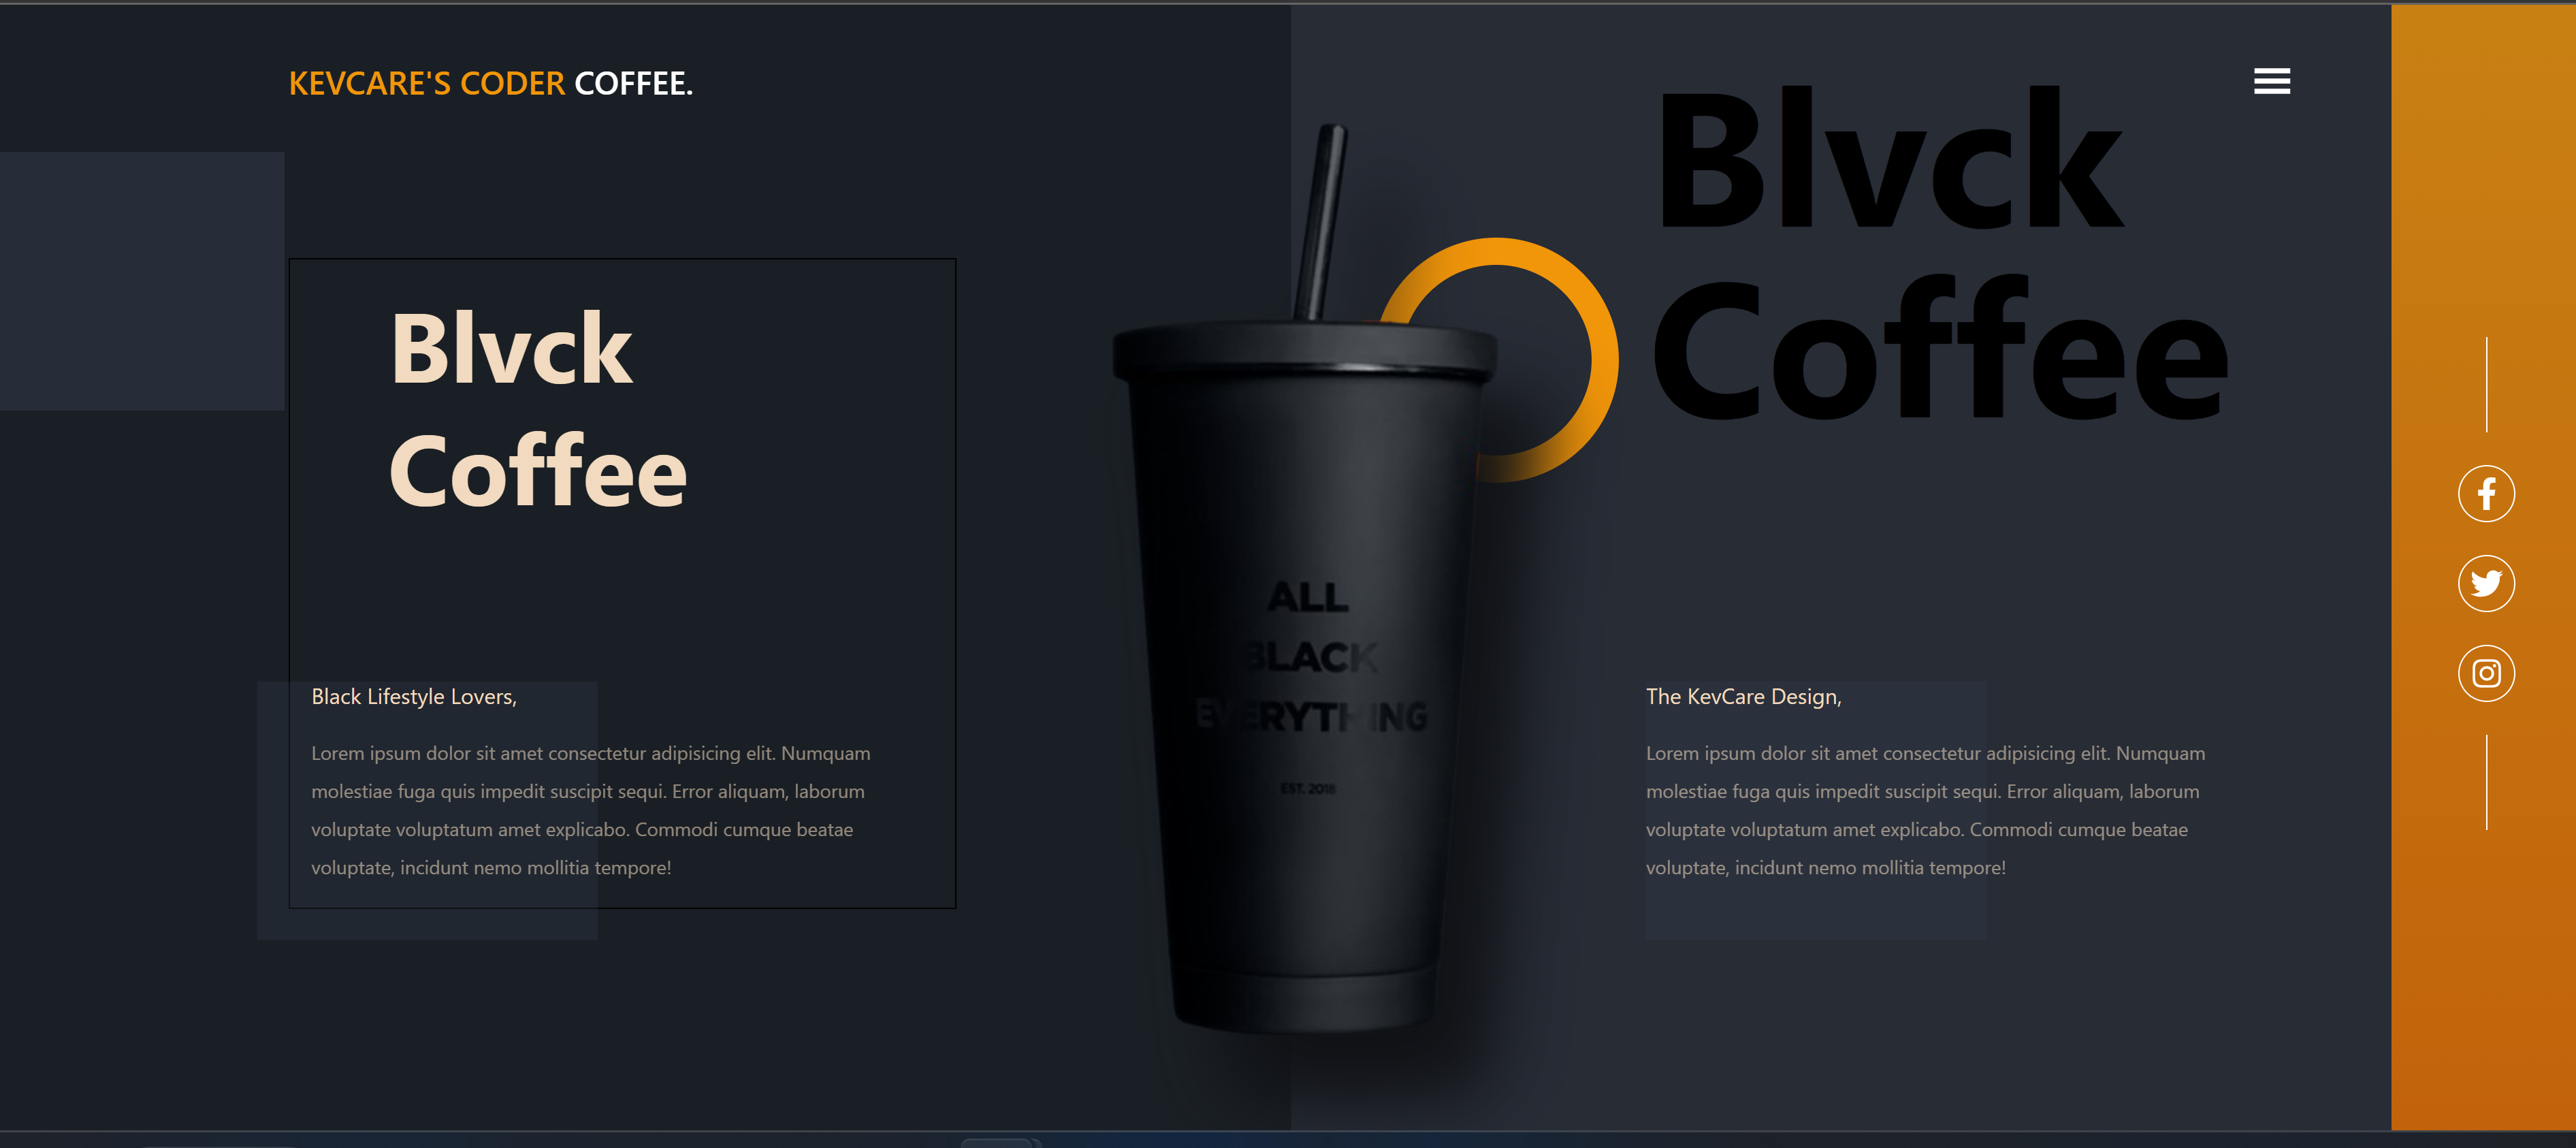 KEVCARE'S CODER COFFEE.
Blvck
Coffee
Black Lifestyle Lovers,
Lorem ipsum dolor sit amet consectetur adipisicing elit. Numquam
molestiae fuga quis impedit suscipit sequi. Error aliquam, laborum
voluptate voluptatum amet explicabo. Commodi cumque beatae
voluptate, incidunt nemo mollitia tempore!
ALL
BLACK
EVERYTHING
EST. 2018
Blvck
Coffee
The KevCare Design,
Lorem ipsum dolor sit amet consectetur adipisicing elit. Numquam
molestiae fuga quis impedit suscipit sequi. Error aliquam, laborum
voluptate voluptatum amet explicabo. Commodi cumque beatae
voluptate, incidunt nemo mollitia tempore!